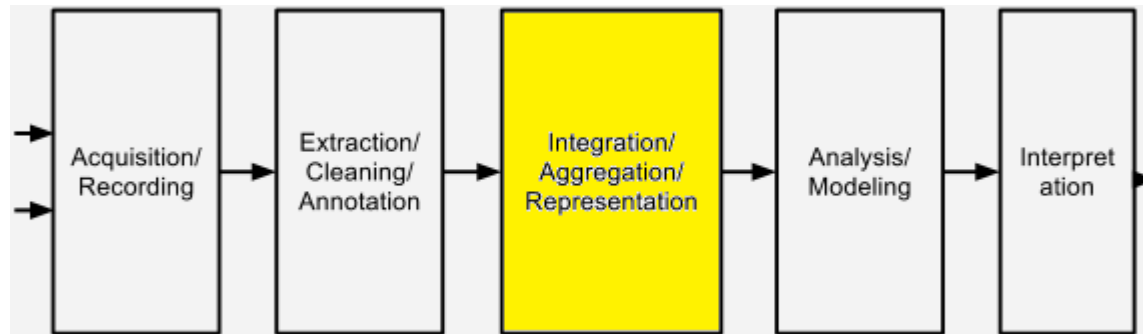 Acquisition/
Recording
Extraction/
Cleaning/
Annotation
Integration/
Aggregation/
Representation
Analysis/
Modeling
Interpret
ation